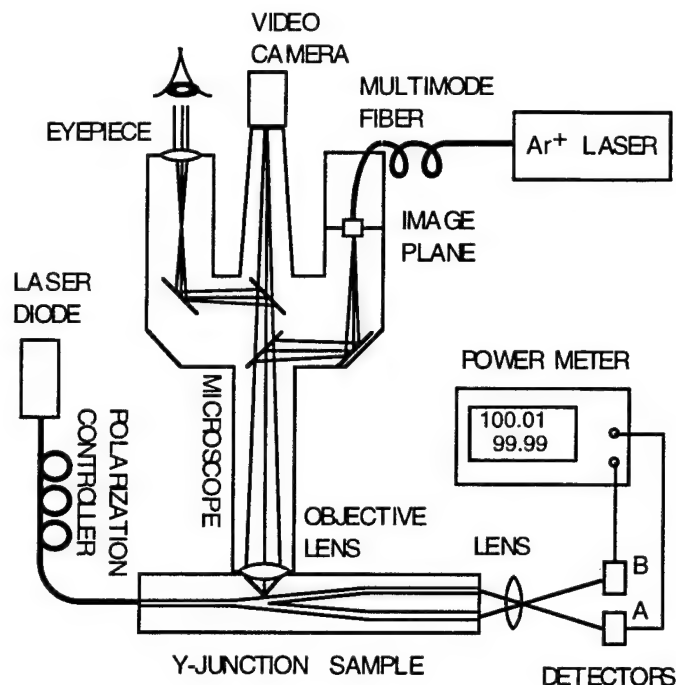 VIDEO
CAMERA
MULTIMODE
FIBER
EYEPIECE
Ar+ LASER
IMAGE
PLANE
LASER
DIODE
POWER METER
100.01
99.99
MICROSCOPE
POLARIZATION
CONTROLLER
OBJECTIVE
LENS
LENS
B
A
Y-JUNCTION SAMPLE
DETECTORS